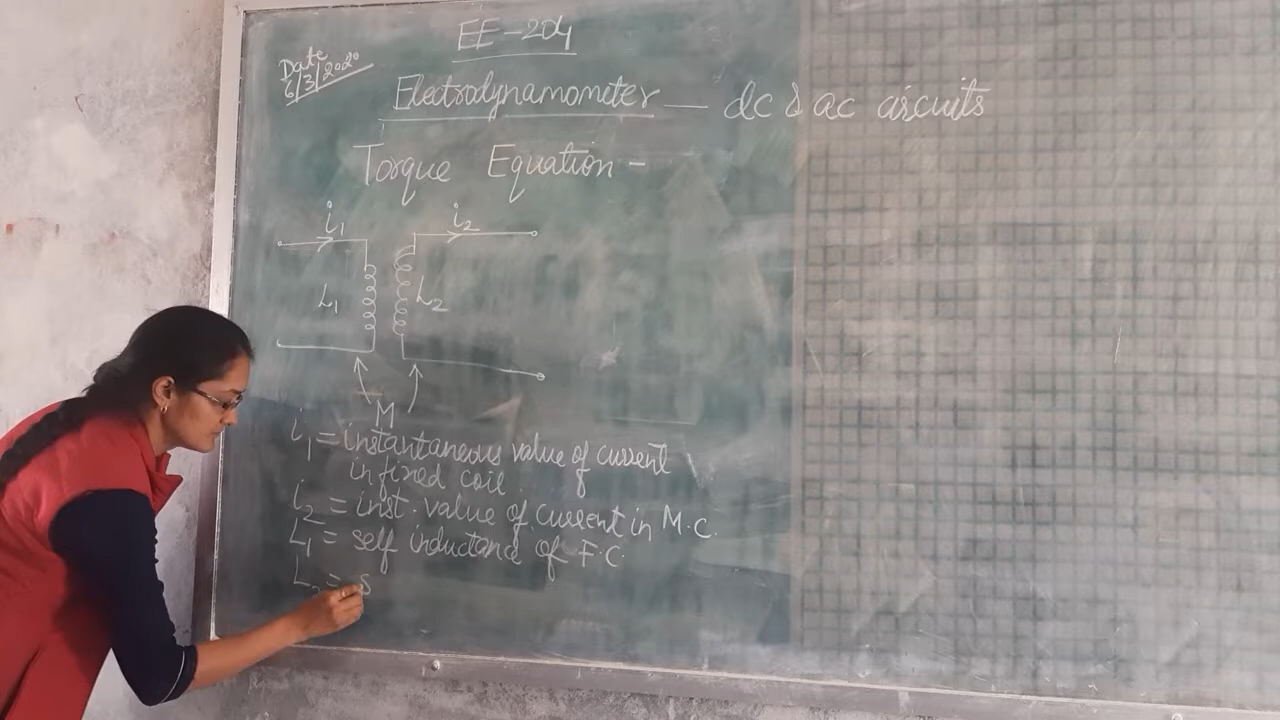 EE-204
Date
6/3/2020
Electrodynamometer — dc & ac circuits
Torque Equation -
i1 i2
L1 L2
M
i1 = instantaneous value of current
in fixed coil
i2 = inst. value of current in M.C.
L1 = self inductance of F.C.
L2 = s